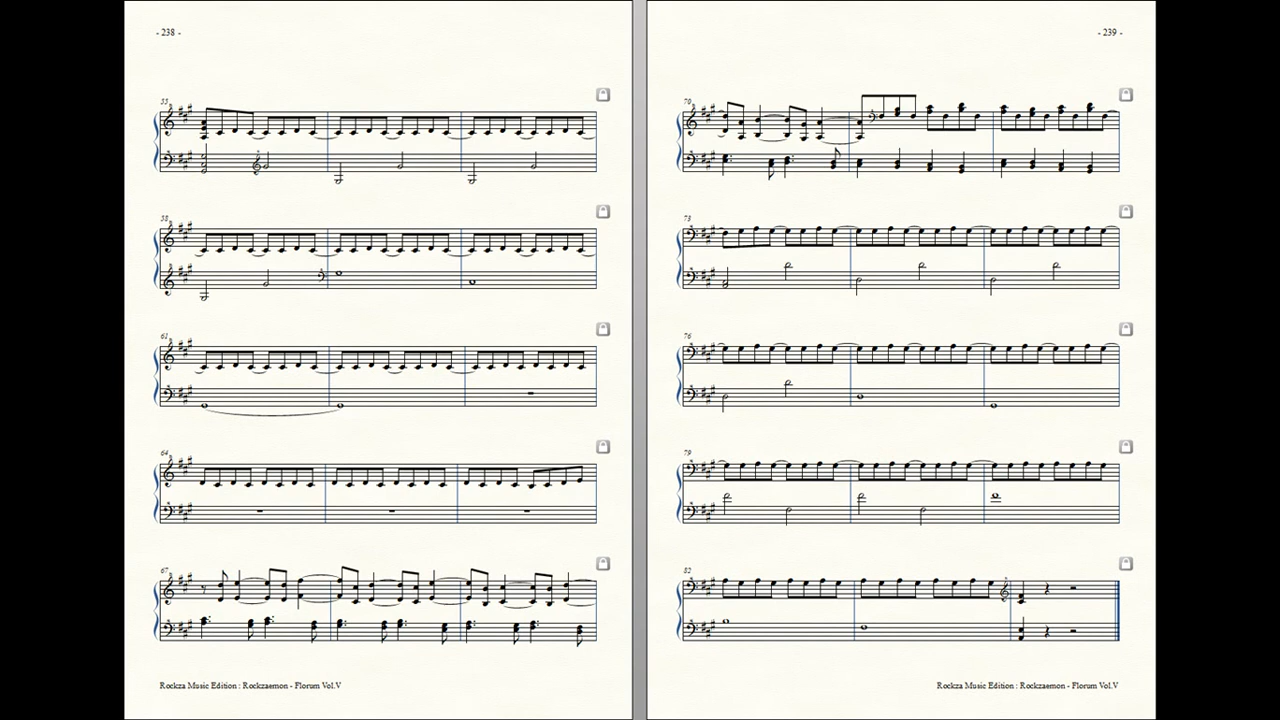 - 238 -
55
58
61
64
67
Rockza Music Edition : Rockzaemon - Florum Vol.V
- 239 -
70
73
76
79
82
Rockza Music Edition : Rockzaemon - Florum Vol.V